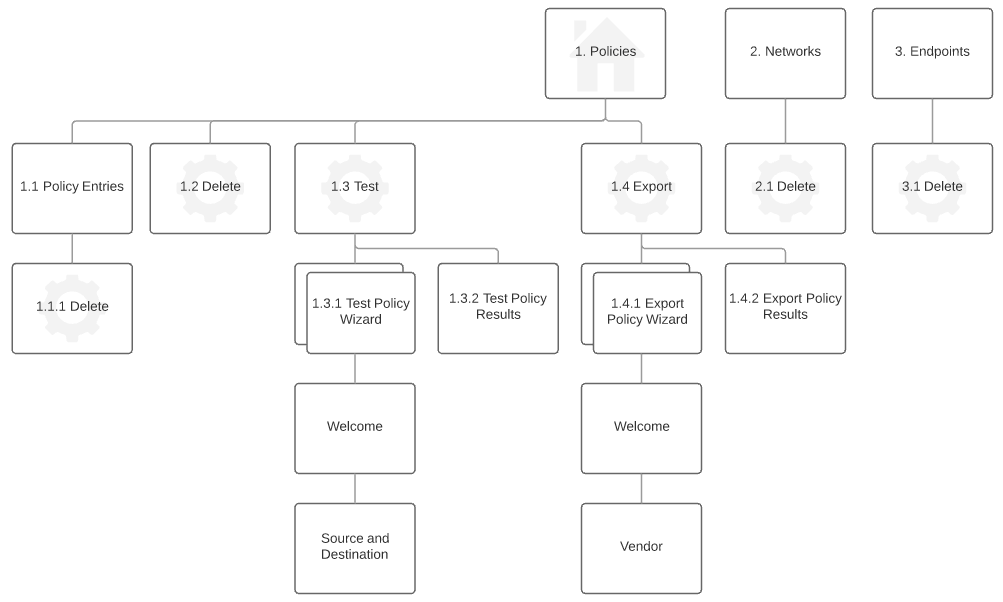 1. Policies
2. Networks
3. Endpoints
1.1 Policy Entries
1.2 Delete
1.3 Test
1.4 Export
2.1 Delete
3.1 Delete
1.1.1 Delete
1.3.1 Test Policy
Wizard
1.3.2 Test Policy
Results
1.4.1 Export
Policy Wizard
1.4.2 Export Policy
Results
Welcome
Welcome
Source and
Destination
Vendor